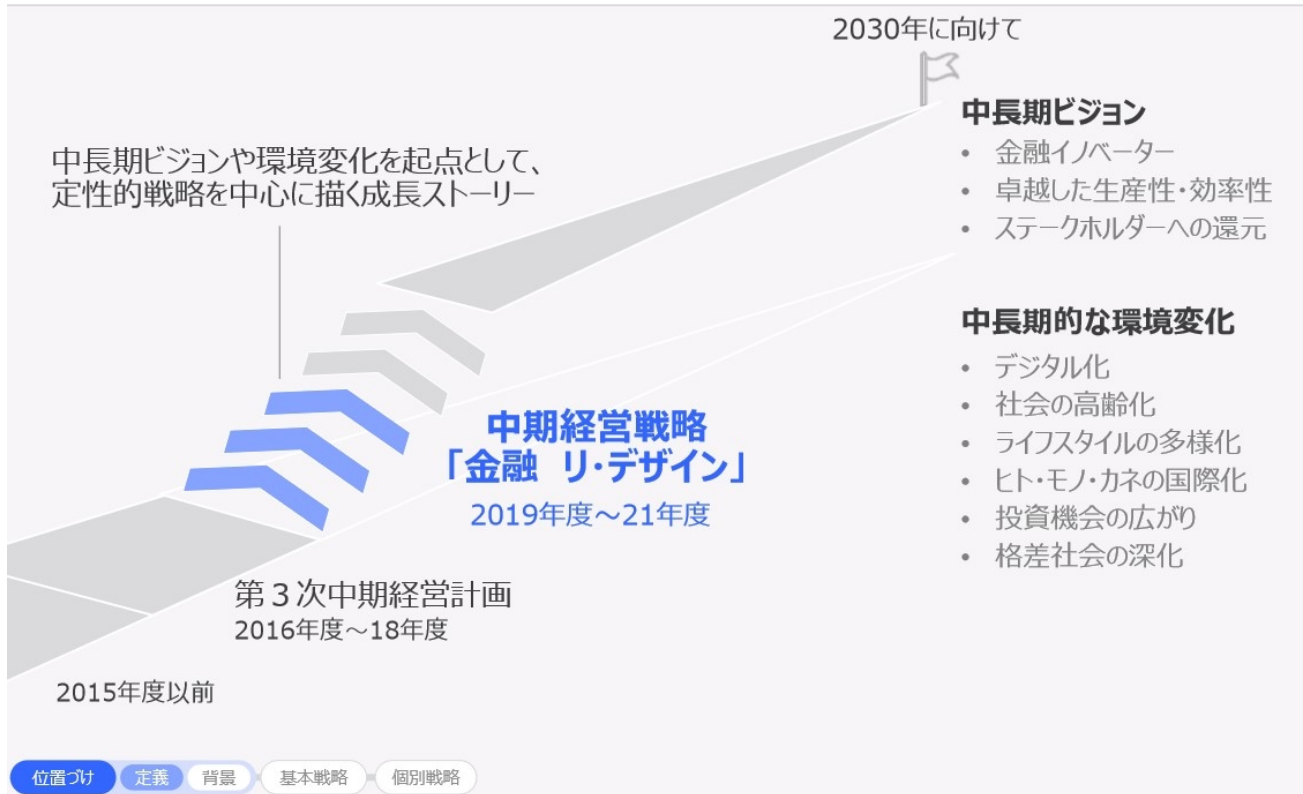 2030年に向けて
中長期ビジョン
• 金融イノベーター
• 卓越した生産性・効率性
• ステークホルダーへの還元
中長期ビジョンや環境変化を起点として、
定性的戦略を中心に描く成長ストーリー
中長期的な環境変化
• デジタル化
• 社会の高齢化
• ライフスタイルの多様化
• ヒト・モノ・カネの国際化
• 投資機会の広がり
• 格差社会の深化
中期経営戦略
「金融 リ・デザイン」
2019年度～21年度
第３次中期経営計画
2016年度～18年度
2015年度以前
位置づけ 定義 背景 基本戦略 個別戦略